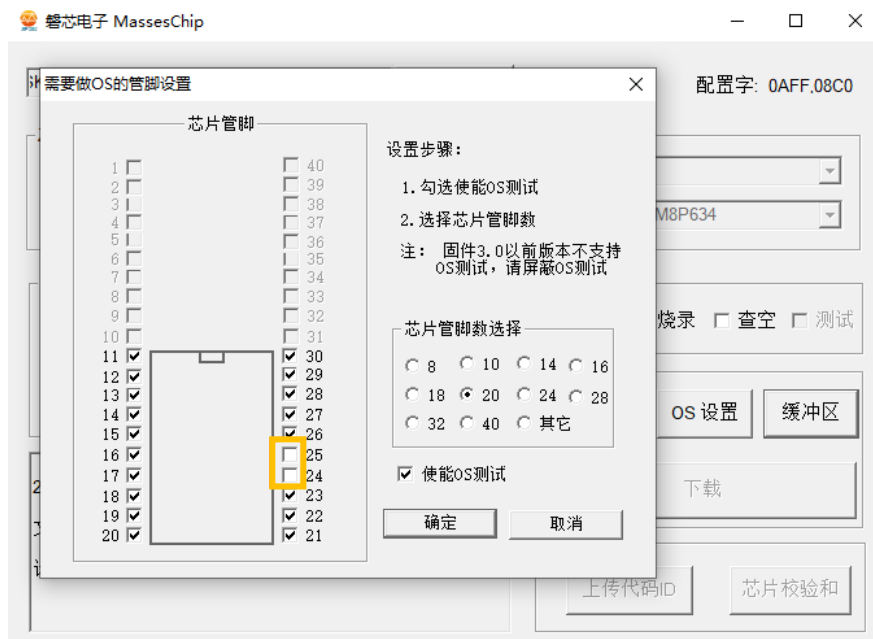 磐芯电子 MassesChip
需要做OS的管脚设置
配置字: 0AFF,08C0
芯片管脚
1 40
2 39
3 38
4 37
5 36
6 35
7 34
8 33
9 32
10 31
11 30
12 29
13 28
14 27
15 26
16 25
17 24
18 23
19 22
20 21
设置步骤:
1.勾选使能OS测试
2.选择芯片管脚数
注: 固件3.0以前版本不支持
OS测试,请屏蔽OS测试
芯片管脚数选择
8 10 14 16
18 20 24 28
32 40 其它
使能OS测试
确定 取消
M8P634
烧录 查空 测试
OS 设置 缓冲区
下载
上传代码ID 芯片校验和